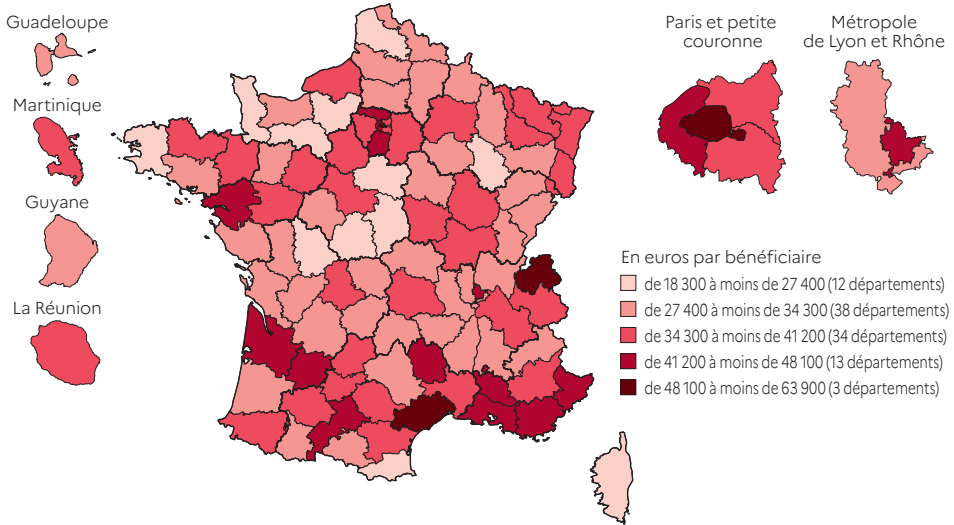 Guadeloupe
Martinique
Guyane
La Réunion
Paris et petite
couronne
Métropole
de Lyon et Rhône
En euros par bénéficiaire
de 18 300 à moins de 27 400 (12 départements)
de 27 400 à moins de 34 300 (38 départements)
de 34 300 à moins de 41 200 (34 départements)
de 41 200 à moins de 48 100 (13 départements)
de 48 100 à moins de 63 900 (3 départements)